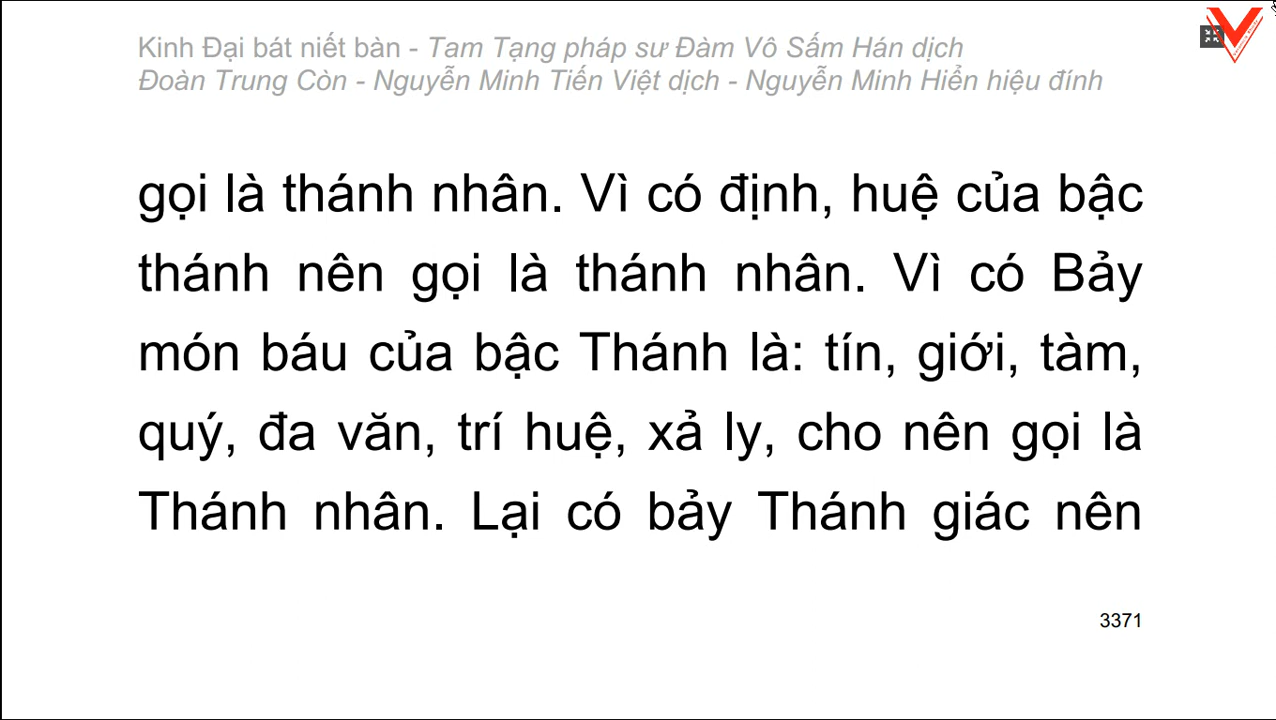 Kinh Đại bát niết bàn - Tam Tạng pháp sư Đàm Vô Sấm Hán dịch
Đoàn Trung Còn - Nguyễn Minh Tiến Việt dịch - Nguyễn Minh Hiển hiệu đính
gọi là thánh nhân. Vì có định, huệ của bậc
thánh nên gọi là thánh nhân. Vì có Bảy
món báu của bậc Thánh là: tín, giới, tàm,
quý, đa văn, trí huệ, xả ly, cho nên gọi là
Thánh nhân. Lại có bảy Thánh giác nên
3371